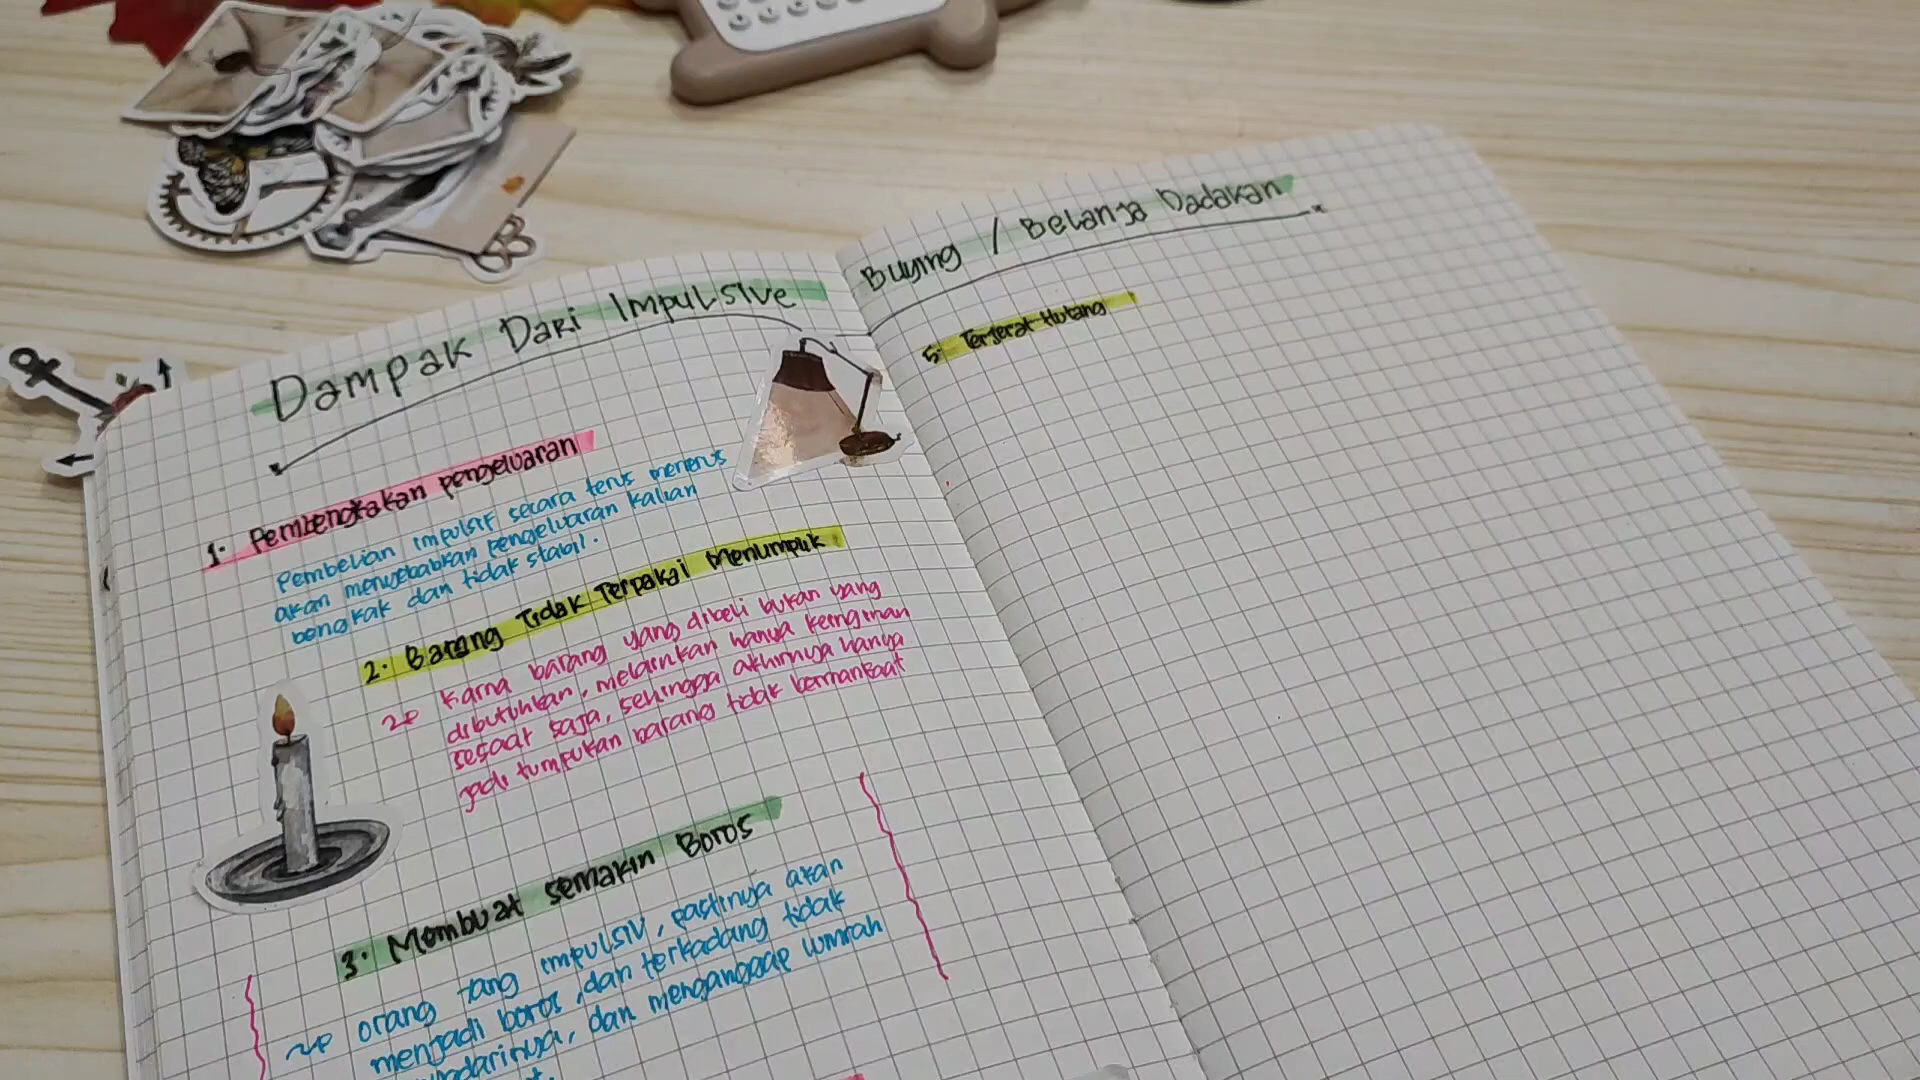 Dampak Dari Impulsive Buying / Belanja Dadakan
1. Pembengkakan pengeluaran
Pembelian impulsif secara terus menerus
akan menyebabkan pengeluaran kalian
bengkak dan tidak stabil.
2. Barang Tidak Terpakai Menumpuk
Karna barang yang dibeli bukan yang
dibutuhkan, melainkan hanya keinginan
sesaat saja, sehingga akhirnya hanya
jadi tumpukan barang tidak bermanfaat
3. Membuat semakin Boros
orang yang impulsiv, pastinya akan
menjadi boros, dan terkadang tidak
dan menganggap lumrah
5. Terjerat Hutang